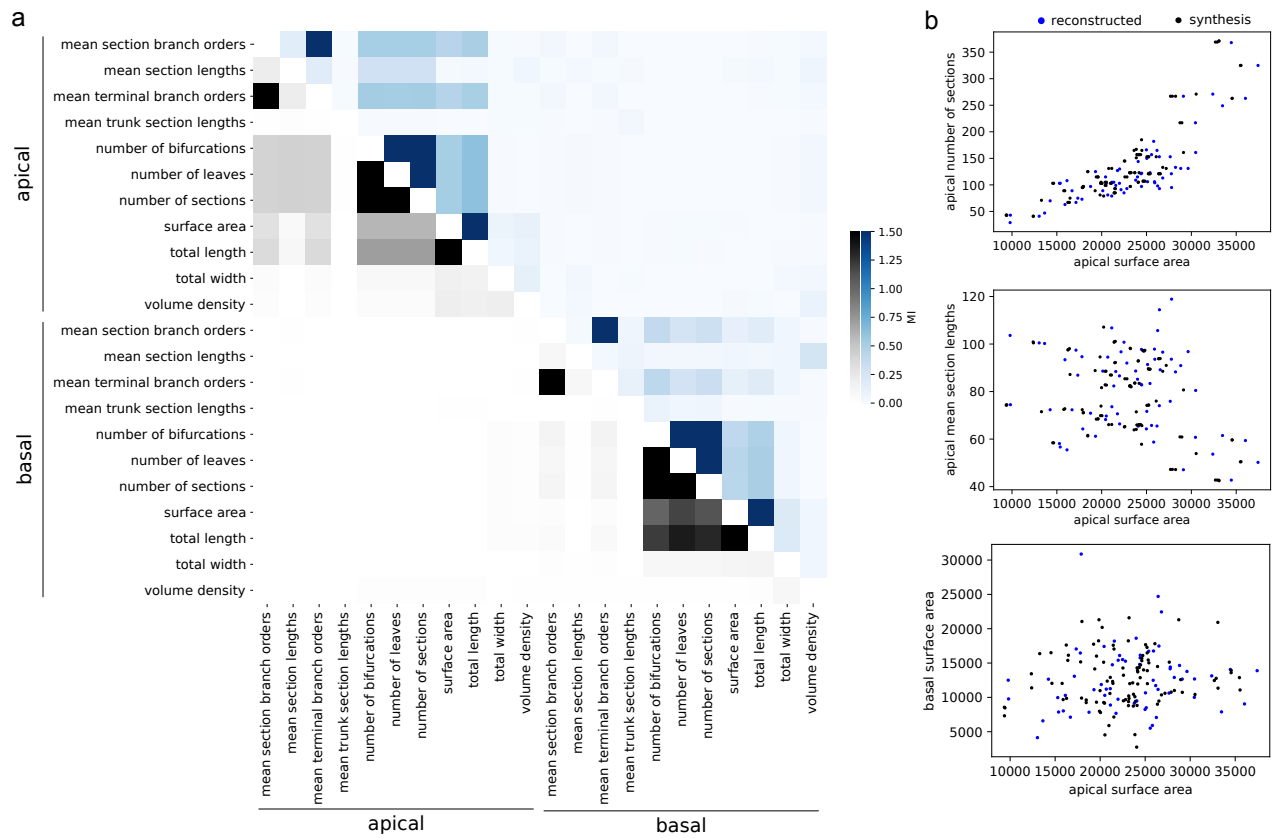 a
apical
mean section branch orders
mean section lengths
mean terminal branch orders
mean trunk section lengths
number of bifurcations
number of leaves
number of sections
surface area
total length
total width
volume density
basal
mean section branch orders
mean section lengths
mean terminal branch orders
mean trunk section lengths
number of bifurcations
number of leaves
number of sections
surface area
total length
total width
volume density
mean section branch orders
mean section lengths
mean terminal branch orders
mean trunk section lengths
number of bifurcations
number of leaves
number of sections
surface area
total length
total width
volume density
mean section branch orders
mean section lengths
mean terminal branch orders
mean trunk section lengths
number of bifurcations
number of leaves
number of sections
surface area
total length
total width
volume density
apical
basal
1.50
1.25
1.00
0.75
0.50
0.25
0.00
MI
b
reconstructed
synthesis
apical number of sections
350
300
250
200
150
100
50
10000 15000 20000 25000 30000 35000
apical surface area
apical mean section lengths
120
100
80
60
40
10000 15000 20000 25000 30000 35000
apical surface area
basal surface area
30000
25000
20000
15000
10000
5000
10000 15000 20000 25000 30000 35000
apical surface area